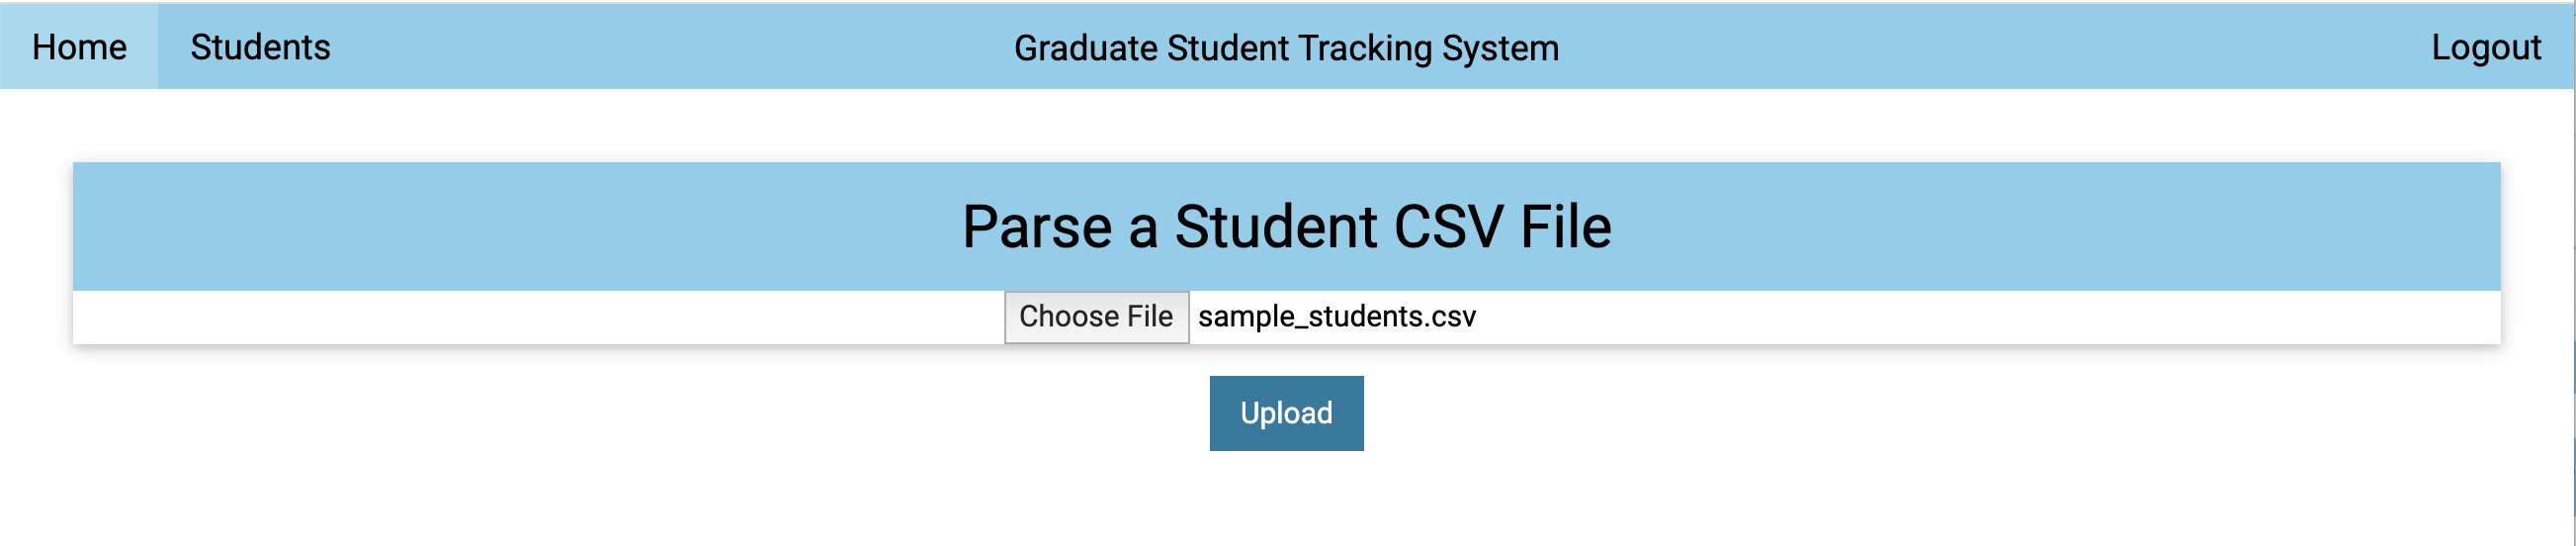 Home Students Graduate Student Tracking System Logout
Parse a Student CSV File
Choose File sample_students.csv
Upload